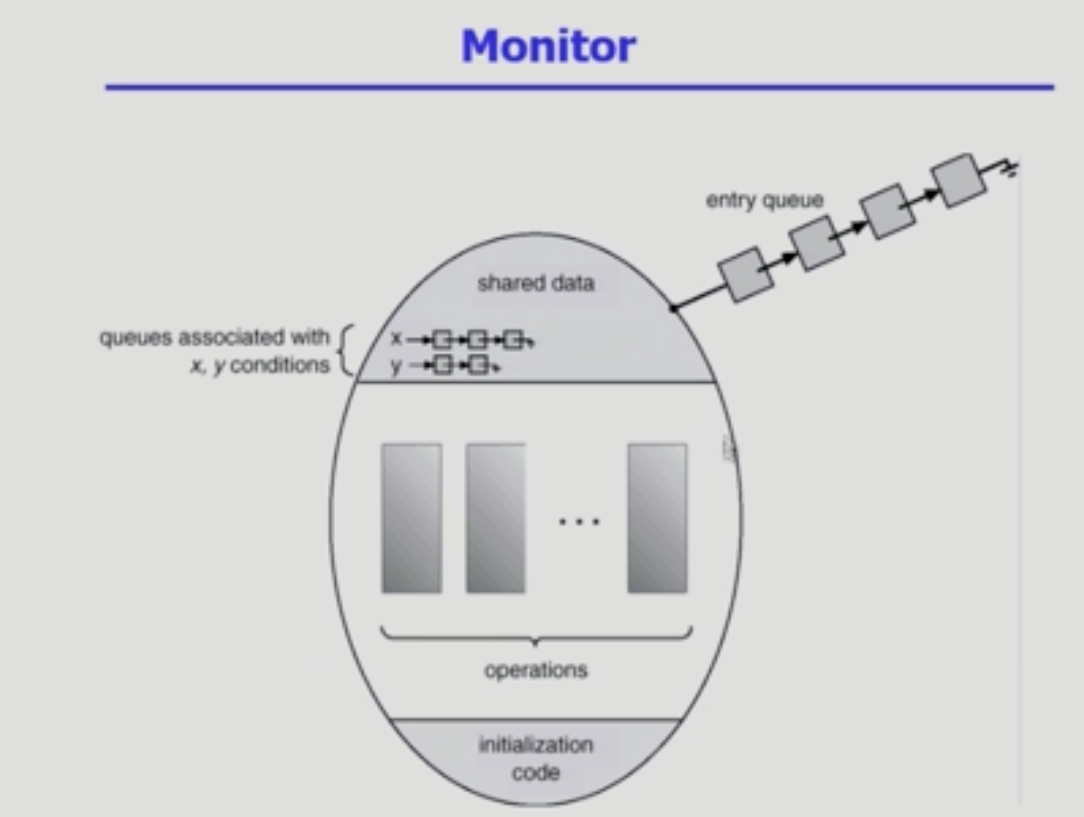 Monitor
entry queue
shared data
queues associated with
x, y conditions
x
y
...
operations
initialization
code